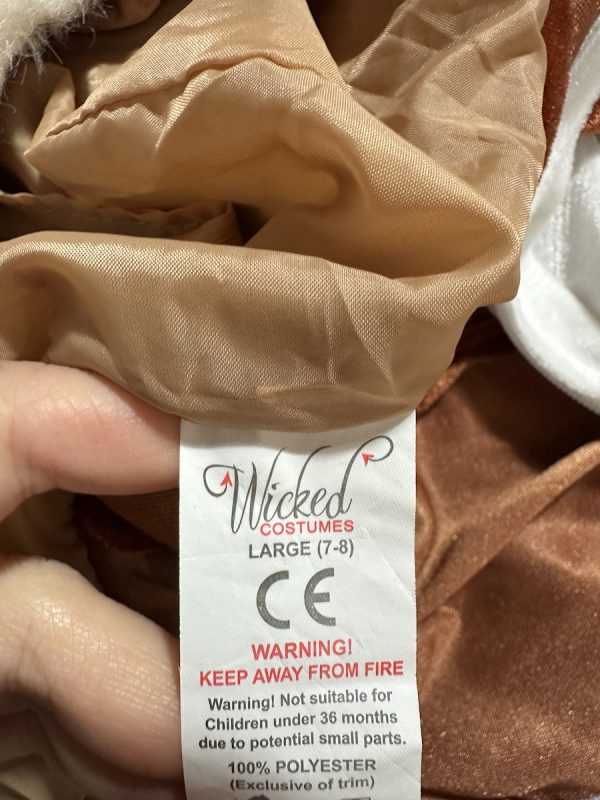 Wicked
COSTUMES
LARGE (7-8)
CE
WARNING!
KEEP AWAY FROM FIRE
Warning! Not suitable for
Children under 36 months
due to potential small parts.
100% POLYESTER
(Exclusive of trim)